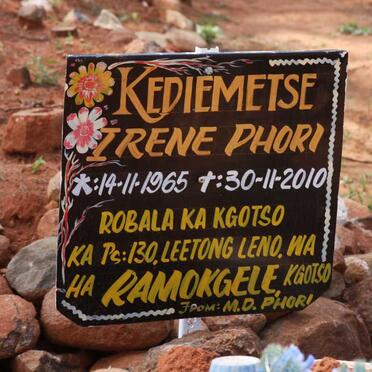 KEDIEMETSE
IRENE PHORI
*:14-11-1965 †:30-11-2010
ROBALA KA KGOTSO
KA Ps:130, LEETONG LENO, WA
HA RAMOKGELE, KGOTSO
J DOM: M.D. PHORI